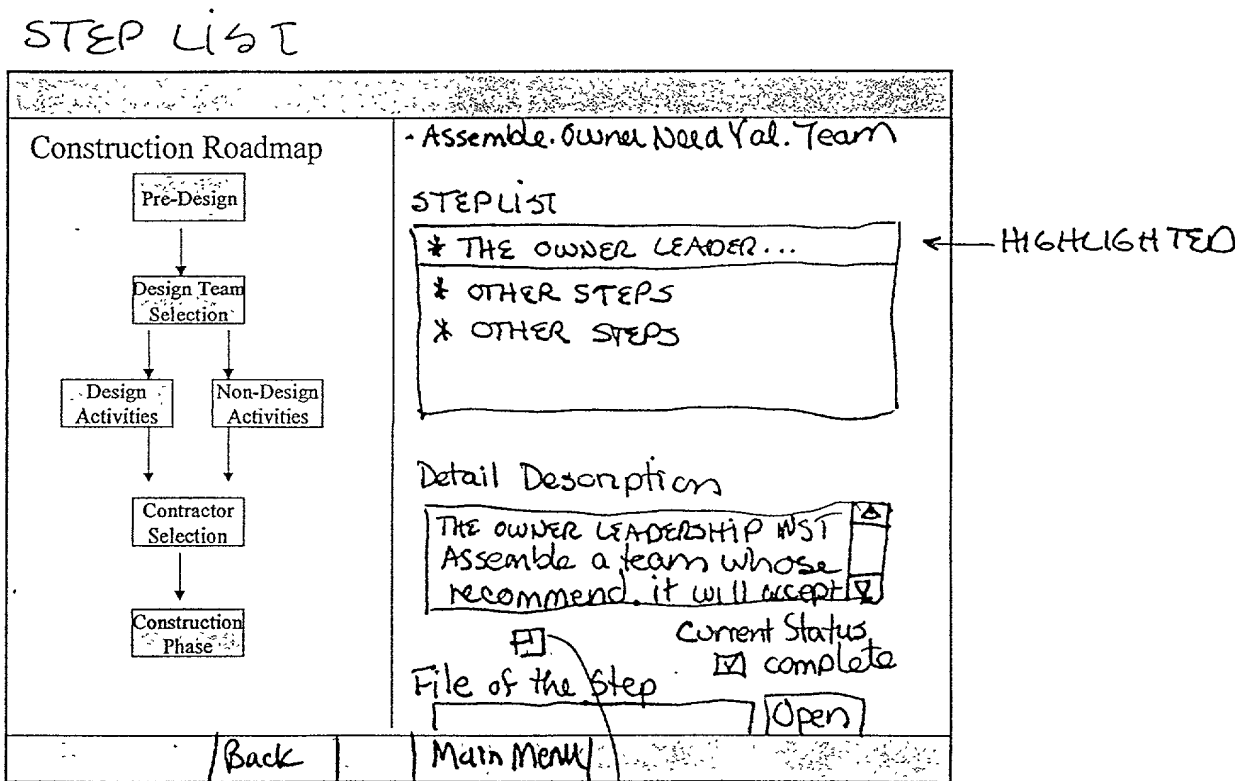 STEP LIST
Construction Roadmap
Pre-Design
Design Team
Selection
Design
Activities
Non-Design
Activities
Contractor
Selection
Construction
Phase
- Assemble. Owner Need Val. Team
STEP LIST
* THE OWNER LEADER...
* OTHER STEPS
* OTHER STEPS
HIGHLIGHTED
Detail Description
THE OWNER LEADERSHIP
Assemble a team whose
recommend. it will accept
Current Status
complete
File of the Step
Open
Back
Main Menu